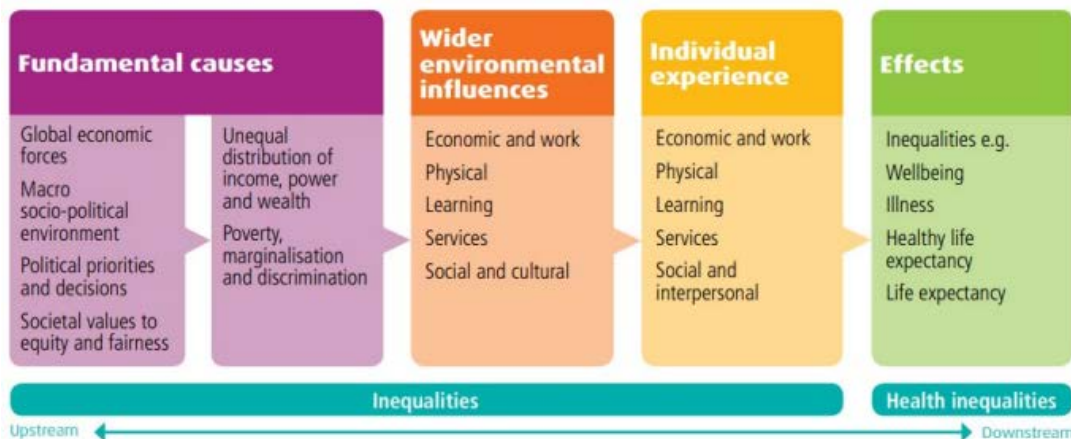 Fundamental causes
Global economic
forces
Macro
socio-political
environment
Political priorities
and decisions
Societal values to
equity and fairness
Unequal
distribution of
income, power
and wealth
Poverty,
marginalisation
and discrimination
Wider
environmental
influences
Economic and work
Physical
Learning
Services
Social and cultural
Individual
experience
Economic and work
Physical
Learning
Services
Social and
interpersonal
Effects
Inequalities e.g.
Wellbeing
Illness
Healthy life
expectancy
Life expectancy
Inequalities
Health inequalities
Upstream
Downstream